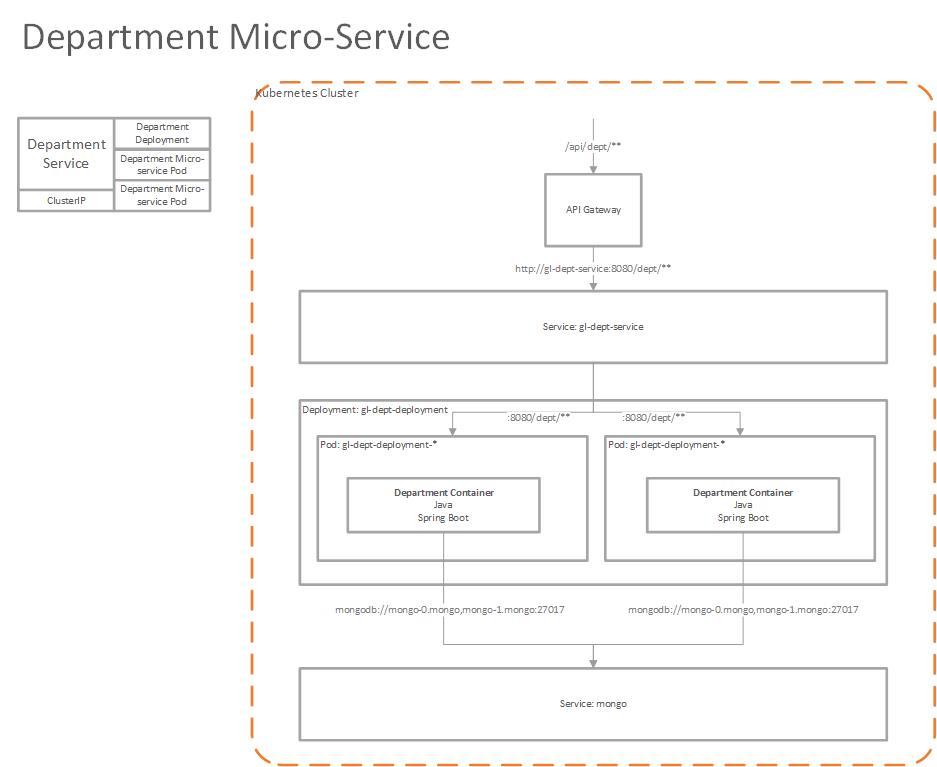 Department Micro-Service
Kubernetes Cluster
Department
Service
ClusterIP
Department
Deployment
Department Micro-
service Pod
Department Micro-
service Pod
/api/dept/**
API Gateway
http://gl-dept-service:8080/dept/**
Service: gl-dept-service
Deployment: gl-dept-deployment
:8080/dept/**
:8080/dept/**
Pod: gl-dept-deployment-*
Department Container
Java
Spring Boot
Pod: gl-dept-deployment-*
Department Container
Java
Spring Boot
mongodb://mongo-0.mongo,mongo-1.mongo:27017
mongodb://mongo-0.mongo,mongo-1.mongo:27017
Service: mongo